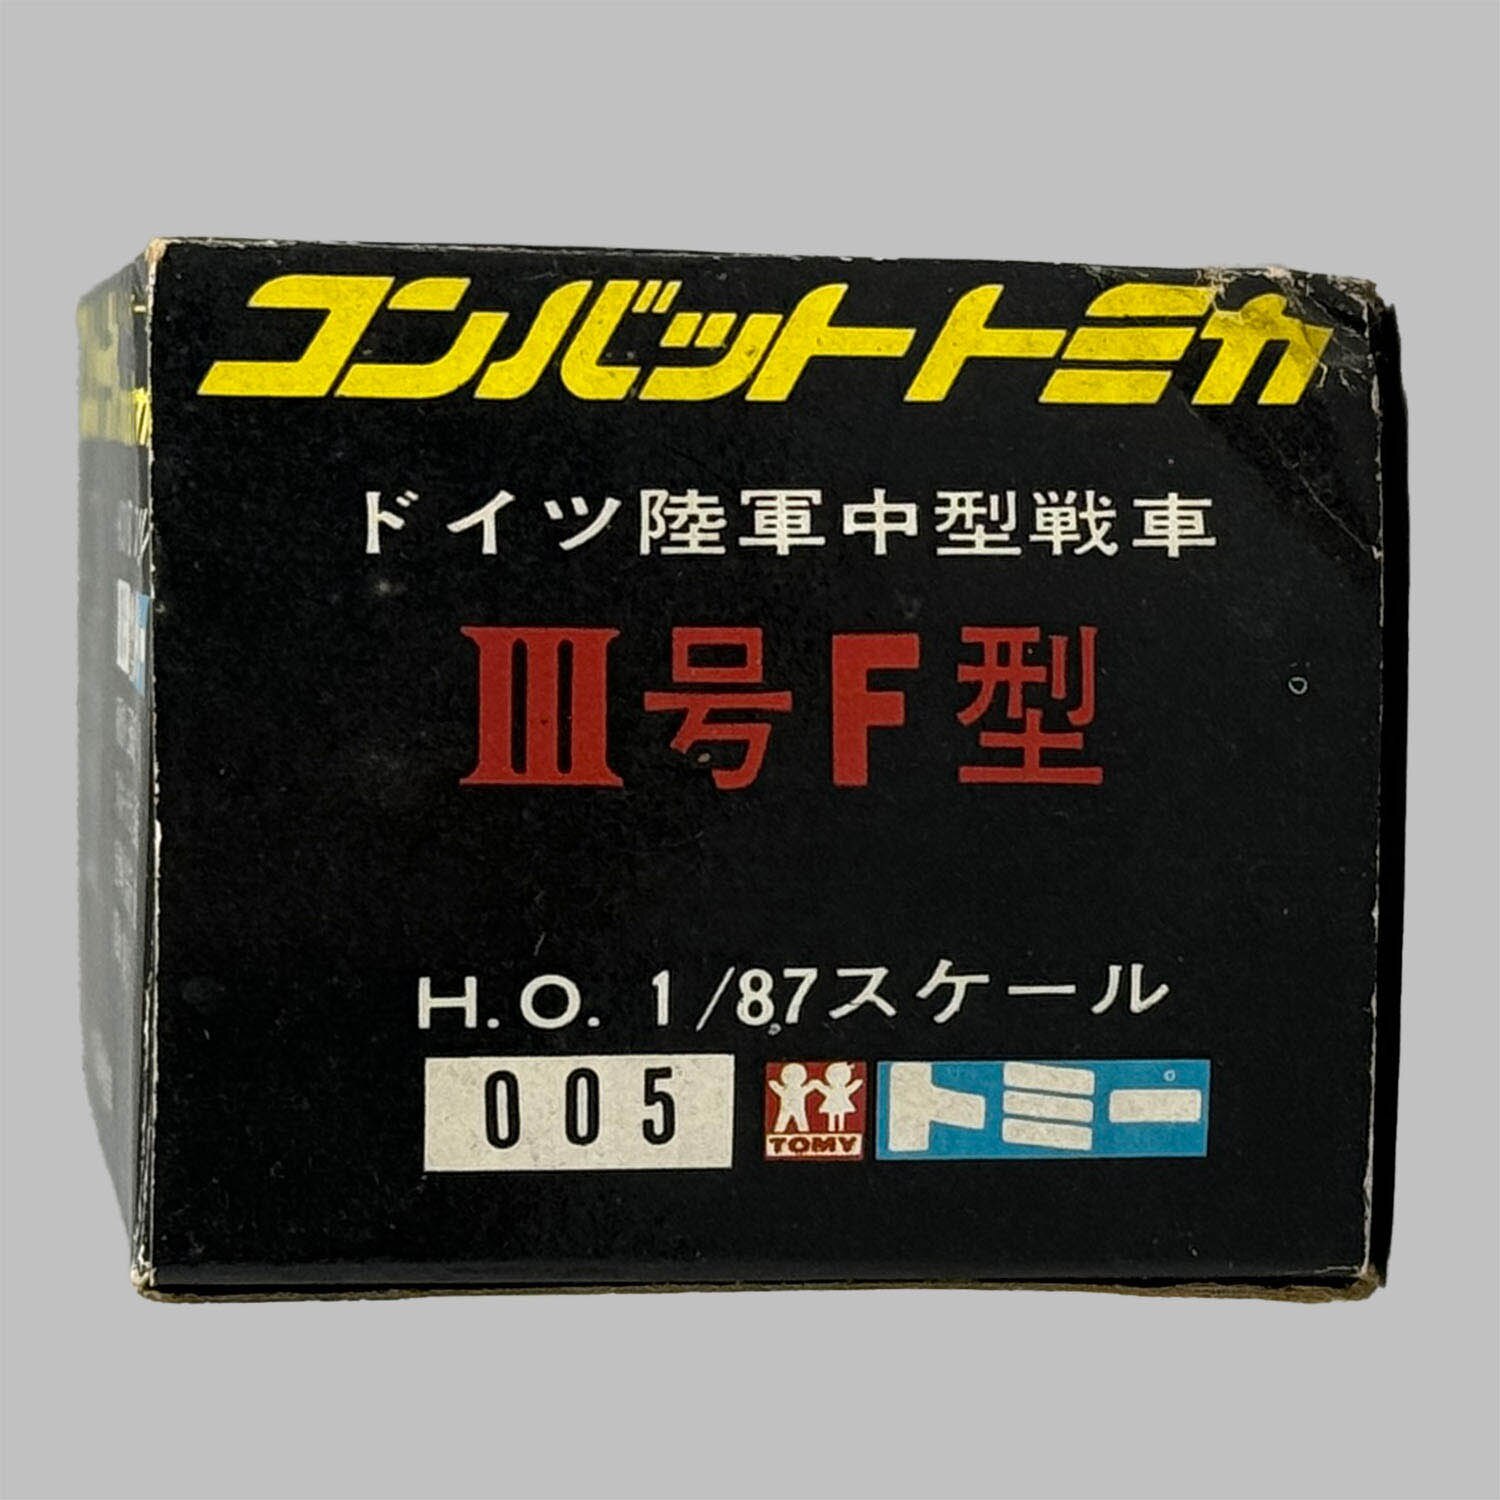 コンバットトミカ
ドイツ陸軍中型戦車
III号F型
H.O. 1/87スケール
005 TOMY トミー